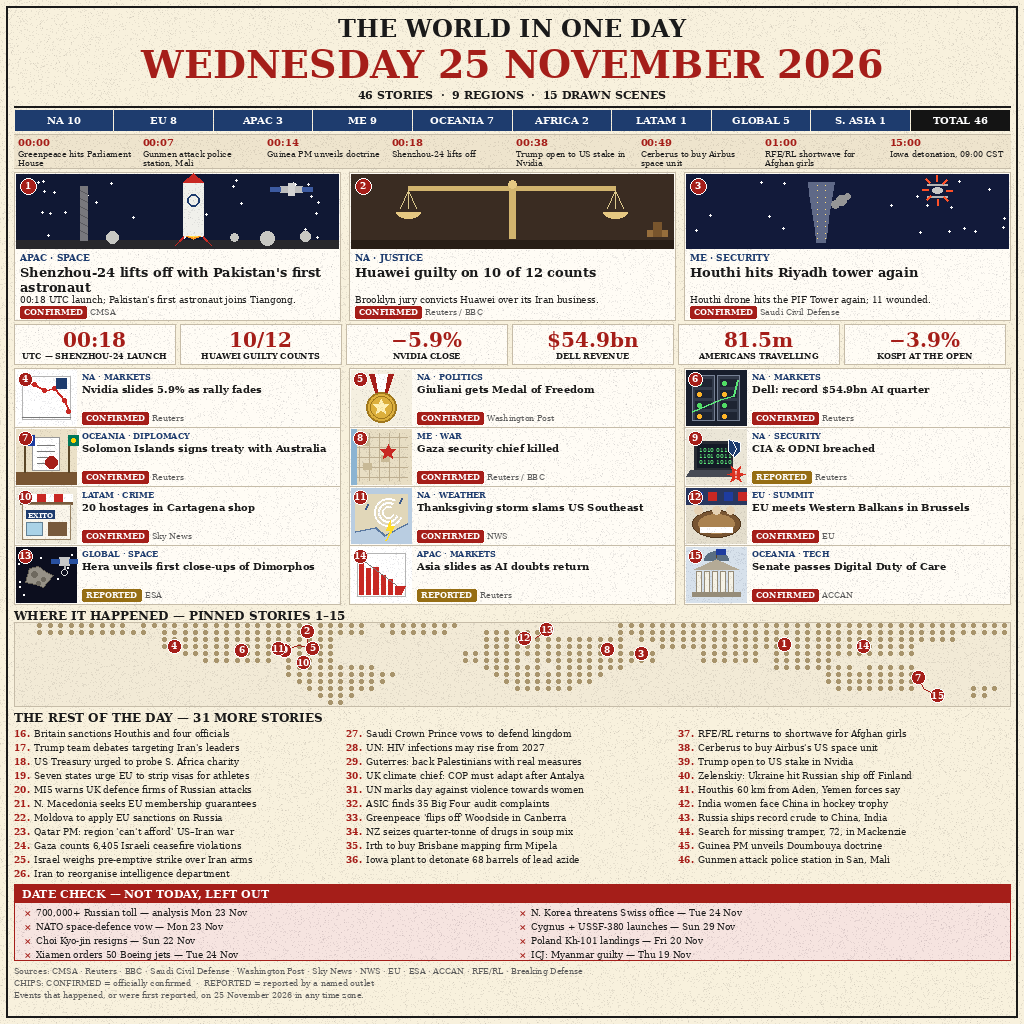 THE WORLD IN ONE DAY
WEDNESDAY 25 NOVEMBER 2026
46 STORIES · 9 REGIONS · 15 DRAWN SCENES
NA 10
EU 8
APAC 3
ME 9
OCEANIA 7
AFRICA 2
LATAM 1
GLOBAL 5
S. ASIA 1
TOTAL 46
00:00
Greenpeace hits Parliament
House
00:07
Gunmen attack police
station, Mali
00:14
Guinea PM unveils doctrine
00:18
Shenzhou-24 lifts off
00:38
Trump open to US stake in
Nvidia
00:49
Cerberus to buy Airbus
space unit
01:00
RFE/RL shortwave for
Afghan girls
15:00
Iowa detonation, 09:00 CST
1
APAC · SPACE
Shenzhou-24 lifts off with Pakistan's first
astronaut
00:18 UTC launch; Pakistan's first astronaut joins Tiangong.
CONFIRMED CMSA
2
NA · JUSTICE
Huawei guilty on 10 of 12 counts
Brooklyn jury convicts Huawei over its Iran business.
CONFIRMED Reuters / BBC
3
ME · SECURITY
Houthi hits Riyadh tower again
Houthi drone hits the PIF Tower again; 11 wounded.
CONFIRMED Saudi Civil Defense
00:18
UTC — SHENZHOU-24 LAUNCH
10/12
HUAWEI GUILTY COUNTS
−5.9%
NVIDIA CLOSE
$54.9bn
DELL REVENUE
81.5m
AMERICANS TRAVELLING
−3.9%
KOSPI AT THE OPEN
4
NA · MARKETS
Nvidia slides 5.9% as rally fades
CONFIRMED Reuters
5
NA · POLITICS
Giuliani gets Medal of Freedom
CONFIRMED Washington Post
6
NA · MARKETS
Dell: record $54.9bn AI quarter
CONFIRMED Reuters
7
OCEANIA · DIPLOMACY
Solomon Islands signs treaty with Australia
CONFIRMED Reuters
8
ME · WAR
Gaza security chief killed
CONFIRMED Reuters / BBC
9
NA · SECURITY
CIA & ODNI breached
REPORTED Reuters
10
EXITO
LATAM · CRIME
20 hostages in Cartagena shop
CONFIRMED Sky News
11
NA · WEATHER
Thanksgiving storm slams US Southeast
CONFIRMED NWS
12
EU · SUMMIT
EU meets Western Balkans in Brussels
CONFIRMED EU
13
GLOBAL · SPACE
Hera unveils first close-ups of Dimorphos
REPORTED ESA
14
APAC · MARKETS
Asia slides as AI doubts return
REPORTED Reuters
15
OCEANIA · TECH
Senate passes Digital Duty of Care
CONFIRMED ACCAN
WHERE IT HAPPENED — PINNED STORIES 1–15
4
6
11
2
5
10
12
13
8
3
1
14
7
15
THE REST OF THE DAY — 31 MORE STORIES
16. Britain sanctions Houthis and four officials
17. Trump team debates targeting Iran's leaders
18. US Treasury urged to probe S. Africa charity
19. Seven states urge EU to strip visas for athletes
20. MI5 warns UK defence firms of Russian attacks
21. N. Macedonia seeks EU membership guarantees
22. Moldova to apply EU sanctions on Russia
23. Qatar PM: region 'can't afford' US–Iran war
24. Gaza counts 6,405 Israeli ceasefire violations
25. Israel weighs pre-emptive strike over Iran arms
26. Iran to reorganise intelligence department
27. Saudi Crown Prince vows to defend kingdom
28. UN: HIV infections may rise from 2027
29. Guterres: back Palestinians with real measures
30. UK climate chief: COP must adapt after Antalya
31. UN marks day against violence towards women
32. ASIC finds 35 Big Four audit complaints
33. Greenpeace 'flips off' Woodside in Canberra
34. NZ seizes quarter-tonne of drugs in soup mix
35. Irth to buy Brisbane mapping firm Mipela
36. Iowa plant to detonate 68 barrels of lead azide
37. RFE/RL returns to shortwave for Afghan girls
38. Cerberus to buy Airbus's US space unit
39. Trump open to US stake in Nvidia
40. Zelenskiy: Ukraine hit Russian ship off Finland
41. Houthis 60 km from Aden, Yemen forces say
42. India women face China in hockey trophy
43. Russia ships record crude to China, India
44. Search for missing tramper, 72, in Mackenzie
45. Guinea PM unveils Doumbouya doctrine
46. Gunmen attack police station in San, Mali
DATE CHECK — NOT TODAY, LEFT OUT
× 700,000+ Russian toll — analysis Mon 23 Nov
× NATO space-defence vow — Mon 23 Nov
× Choi Kyo-jin resigns — Sun 22 Nov
× Xiamen orders 50 Boeing jets — Tue 24 Nov
× N. Korea threatens Swiss office — Tue 24 Nov
× Cygnus + USSF-380 launches — Sun 29 Nov
× Poland Kh-101 landings — Fri 20 Nov
× ICJ: Myanmar guilty — Thu 19 Nov
Sources: CMSA · Reuters · BBC · Saudi Civil Defense · Washington Post · Sky News · NWS · EU · ESA · ACCAN · RFE/RL · Breaking Defense
CHIPS: CONFIRMED = officially confirmed · REPORTED = reported by a named outlet
Events that happened, or were first reported, on 25 November 2026 in any time zone.